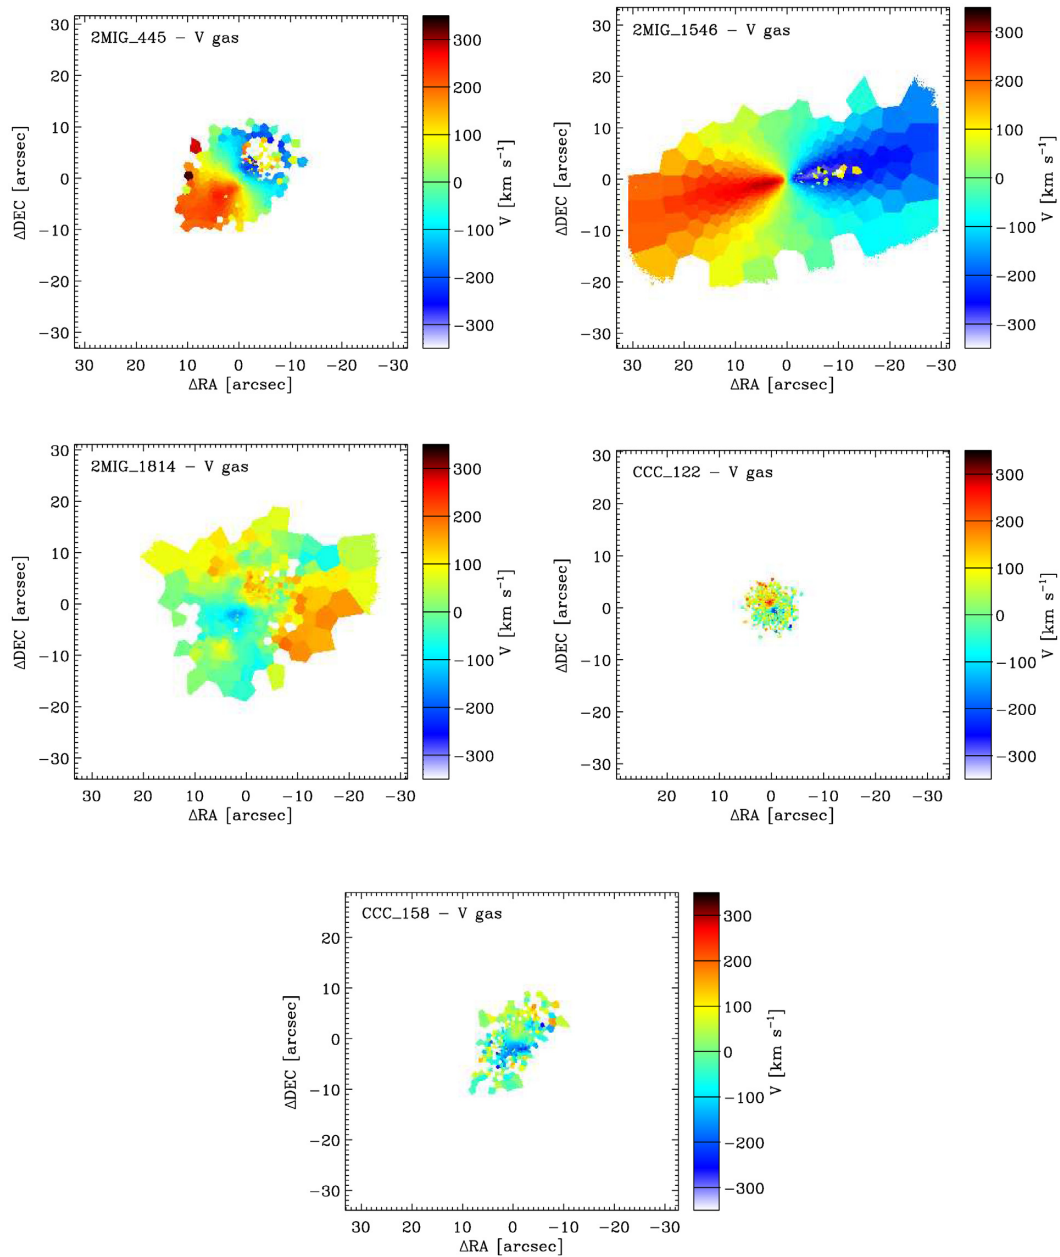 2MIG_445 – V gas
30
20
10
0
−10
−20
−30
ΔDEC [arcsec]
30 20 10 0 −10 −20 −30
ΔRA [arcsec]
300
200
100
0
−100
−200
−300
V [km s⁻¹]
2MIG_1546 – V gas
30
20
10
0
−10
−20
−30
ΔDEC [arcsec]
30 20 10 0 −10 −20 −30
ΔRA [arcsec]
300
200
100
0
−100
−200
−300
V [km s⁻¹]
2MIG_1814 – V gas
30
20
10
0
−10
−20
−30
ΔDEC [arcsec]
30 20 10 0 −10 −20 −30
ΔRA [arcsec]
300
200
100
0
−100
−200
−300
V [km s⁻¹]
CCC_122 – V gas
30
20
10
0
−10
−20
−30
ΔDEC [arcsec]
20 10 0 −10 −20 −30
ΔRA [arcsec]
300
200
100
0
−100
−200
−300
V [km s⁻¹]
CCC_158 – V gas
20
10
0
−10
−20
−30
ΔDEC [arcsec]
30 20 10 0 −10 −20 −30
ΔRA [arcsec]
300
200
100
0
−100
−200
−300
V [km s⁻¹]